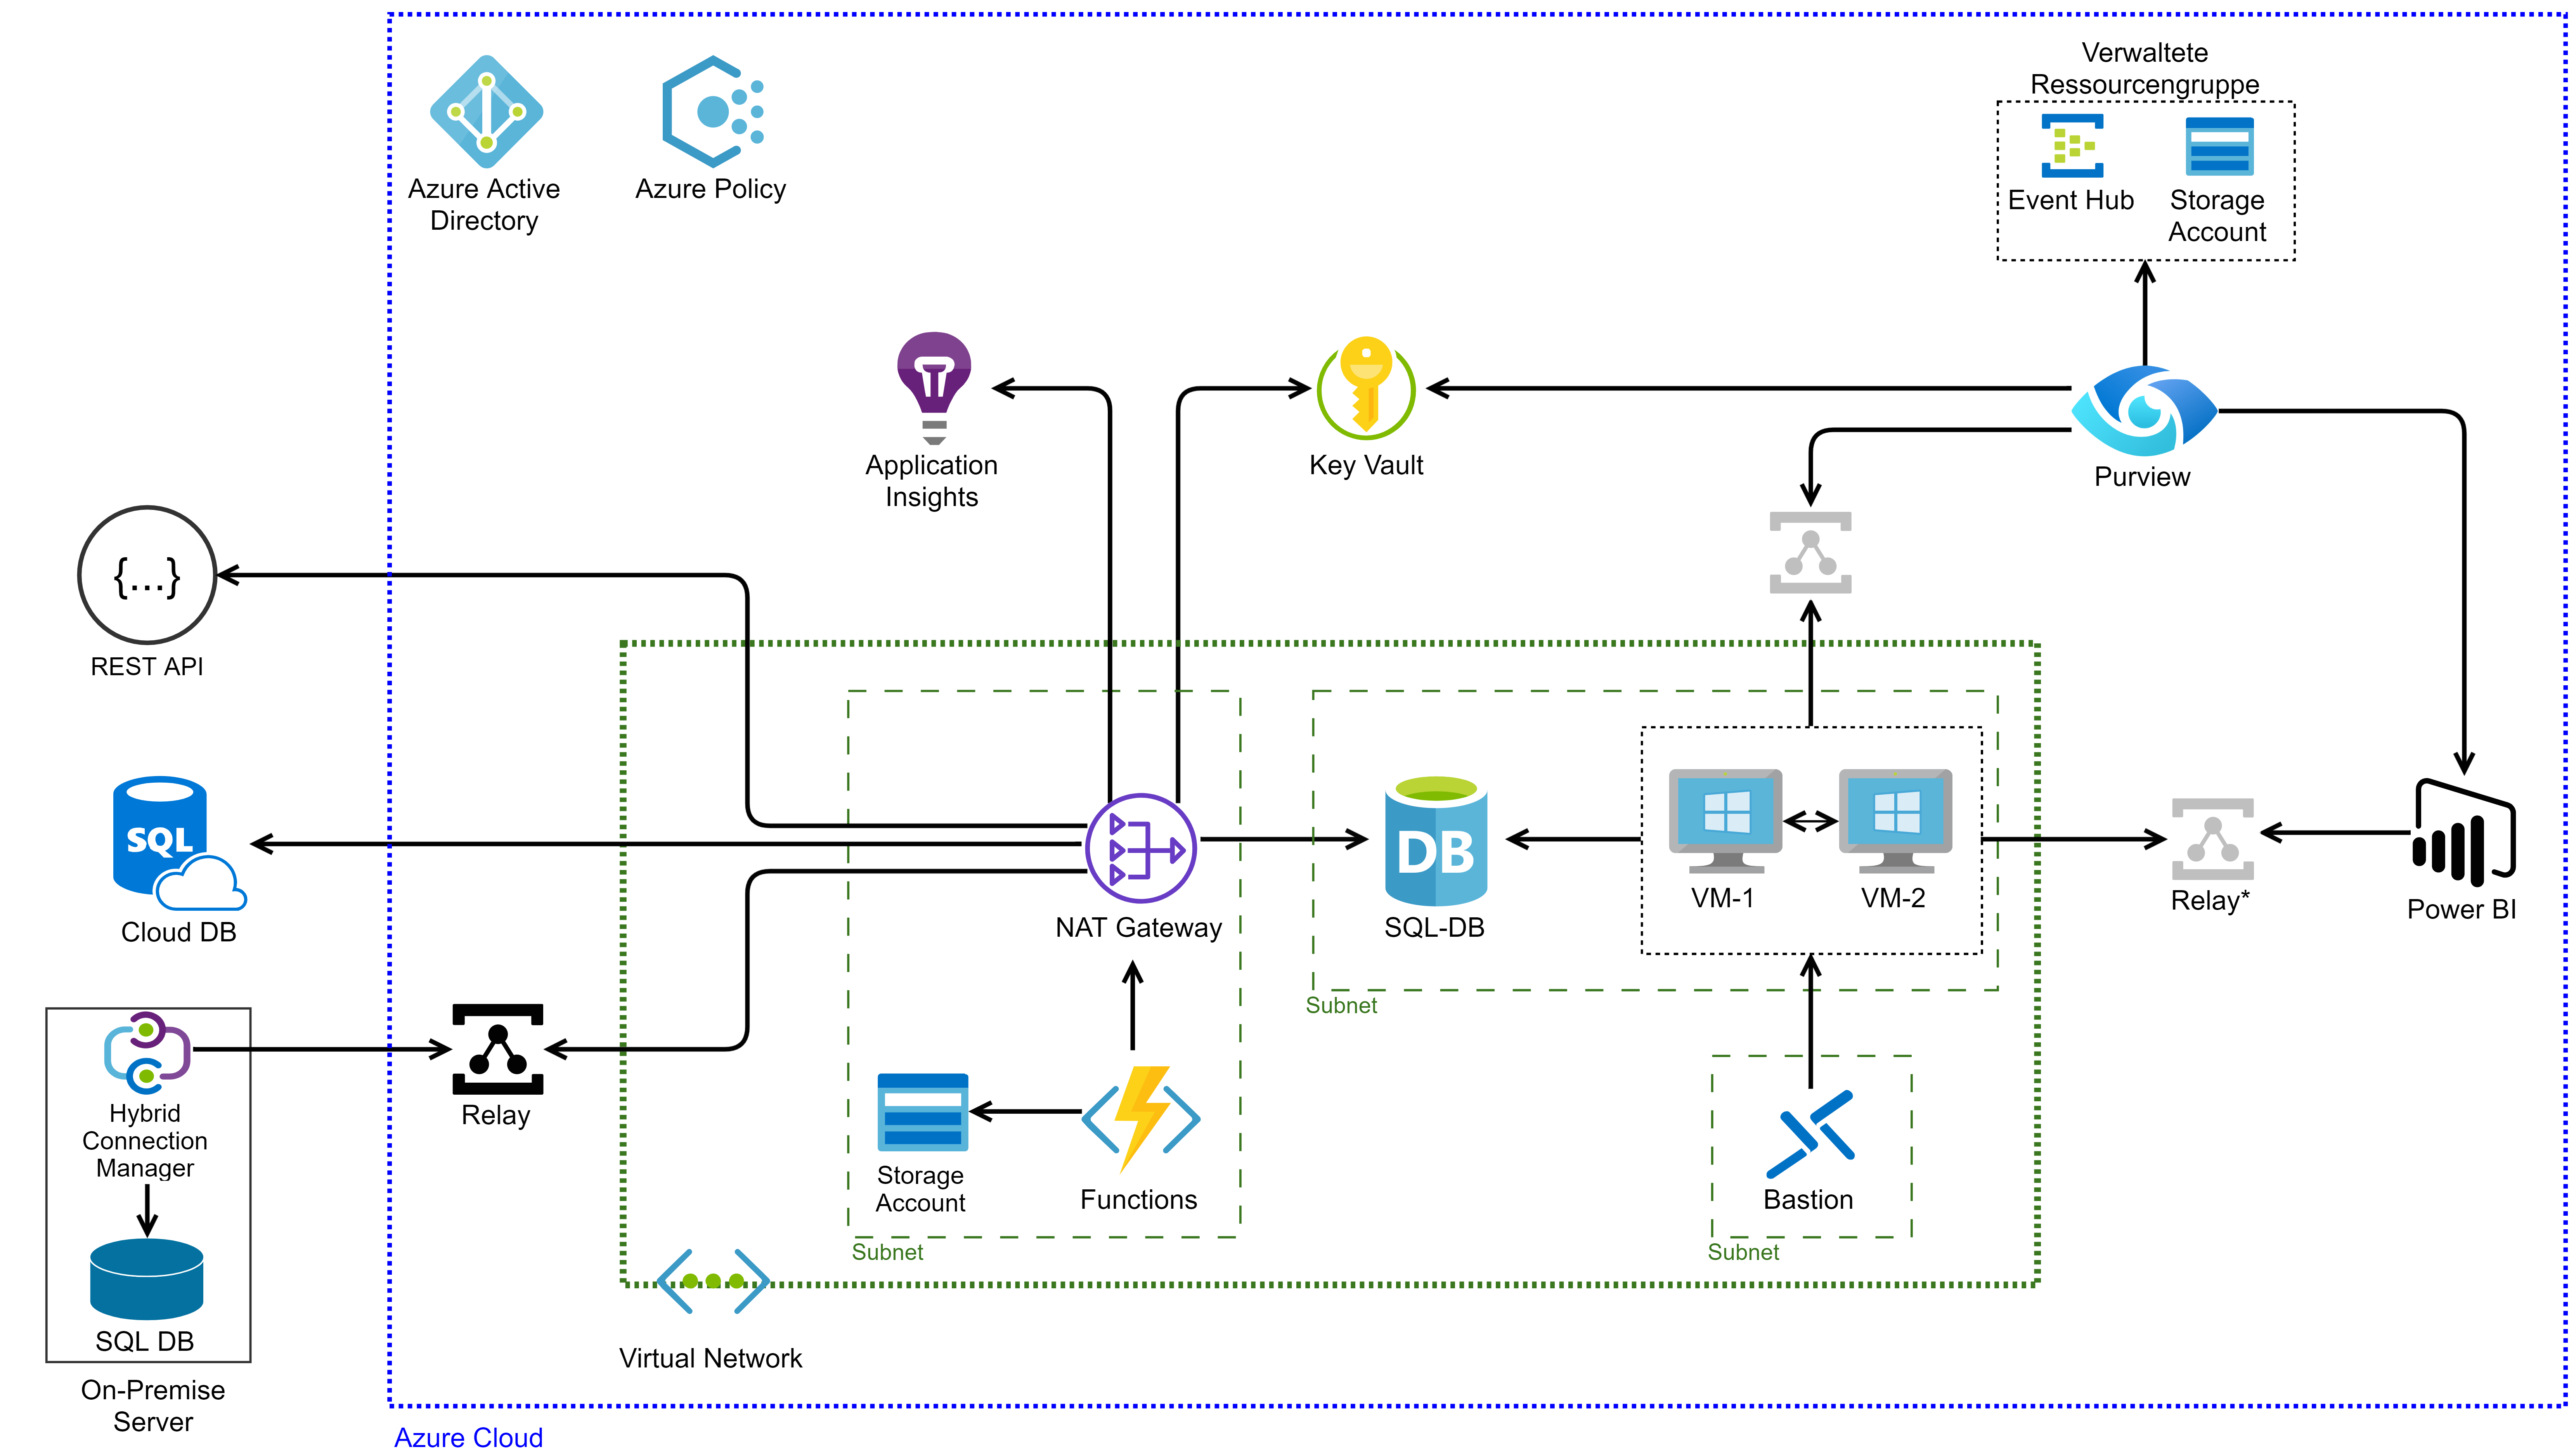 Verwaltete
Ressourcengruppe
Event Hub
Storage
Account
Azure Active
Directory
Azure Policy
Application
Insights
Key Vault
Purview
{...}
REST API
SQL
Cloud DB
NAT Gateway
DB
SQL-DB
VM-1
VM-2
Relay*
Power BI
Subnet
Hybrid
Connection
Manager
SQL DB
On-Premise
Server
Relay
Storage
Account
Functions
Subnet
Bastion
Subnet
Virtual Network
Azure Cloud